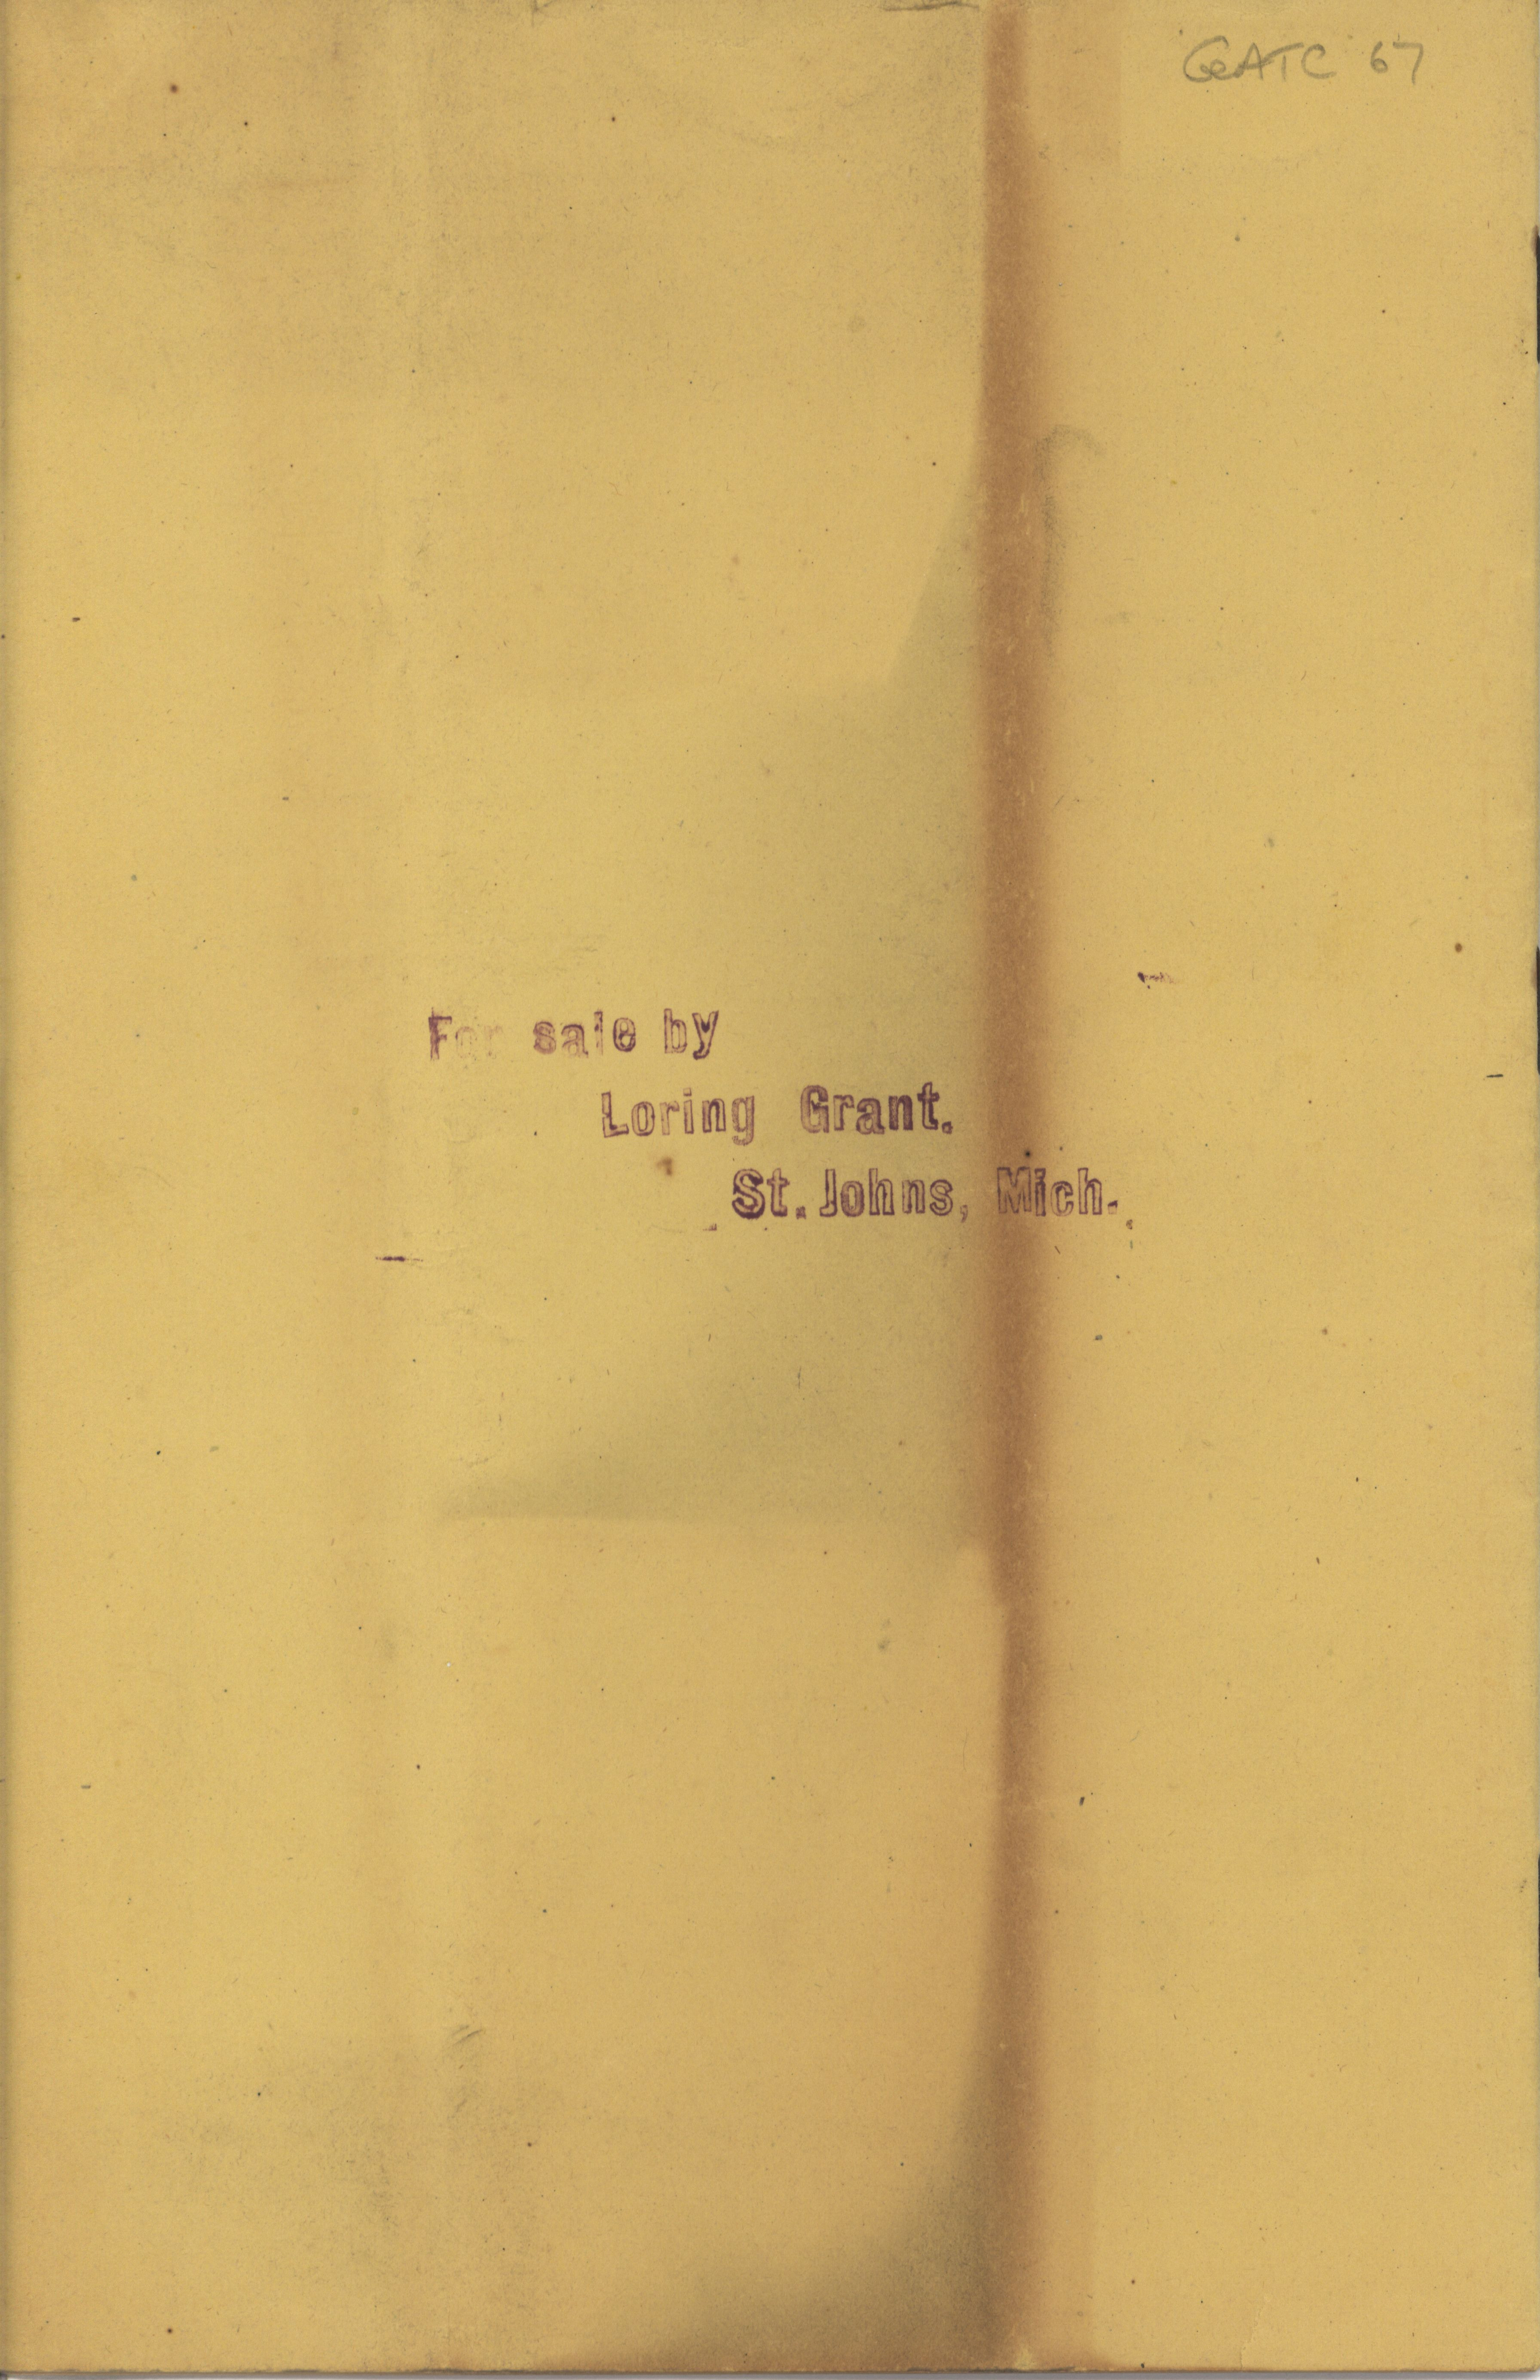 GeATC 67
For sale by
Loring Grant.
St. Johns, Mich.